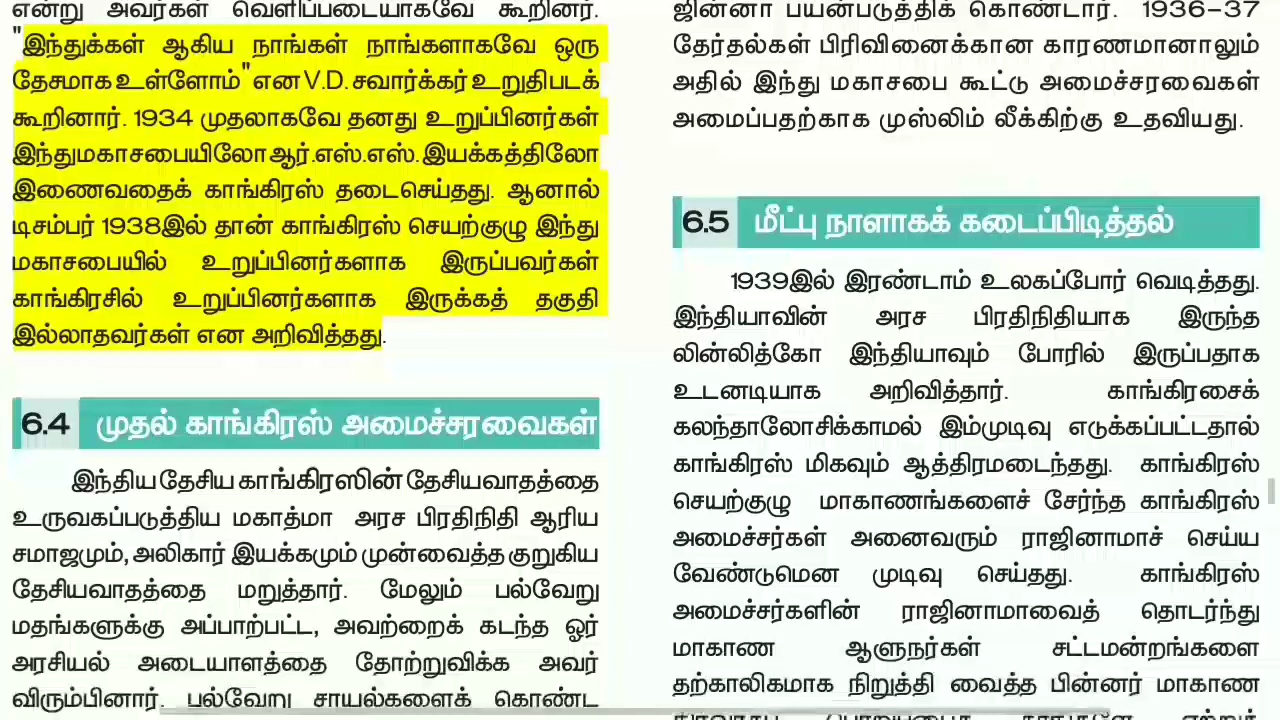 என்று அவர்கள் வெளிப்படையாகவே கூறினர்.
"இந்துக்கள் ஆகிய நாங்கள் நாங்களாகவே ஒரு
தேசமாக உள்ளோம்" என V.D. சவார்க்கர் உறுதிபடக்
கூறினார். 1934 முதலாகவே தனது உறுப்பினர்கள்
இந்துமகாசபையிலோ ஆர்.எஸ்.எஸ். இயக்கத்திலோ
இணைவதைக் காங்கிரஸ் தடைசெய்தது. ஆனால்
டிசம்பர் 1938இல் தான் காங்கிரஸ் செயற்குழு இந்து
மகாசபையில் உறுப்பினர்களாக இருப்பவர்கள்
காங்கிரசில் உறுப்பினர்களாக இருக்கத் தகுதி
இல்லாதவர்கள் என அறிவித்தது.
6.4 முதல் காங்கிரஸ் அமைச்சரவைகள்
இந்திய தேசிய காங்கிரஸின் தேசியவாதத்தை
உருவகப்படுத்திய மகாத்மா அரச பிரதிநிதி ஆரிய
சமாஜமும், அலிகார் இயக்கமும் முன்வைத்த குறுகிய
தேசியவாதத்தை மறுத்தார். மேலும் பல்வேறு
மதங்களுக்கு அப்பாற்பட்ட, அவற்றைக் கடந்த ஓர்
அரசியல் அடையாளத்தை தோற்றுவிக்க அவர்
விரும்பினார். பல்வேறு சாயல்களைக் கொண்ட
ஜின்னா பயன்படுத்திக் கொண்டார். 1936–37
தேர்தல்கள் பிரிவினைக்கான காரணமானாலும்
அதில் இந்து மகாசபை கூட்டு அமைச்சரவைகள்
அமைப்பதற்காக முஸ்லிம் லீக்கிற்கு உதவியது.
6.5 மீட்பு நாளாகக் கடைப்பிடித்தல்
1939இல் இரண்டாம் உலகப்போர் வெடித்தது.
இந்தியாவின் அரச பிரதிநிதியாக இருந்த
லின்லித்கோ இந்தியாவும் போரில் இருப்பதாக
உடனடியாக அறிவித்தார். காங்கிரசைக்
கலந்தாலோசிக்காமல் இம்முடிவு எடுக்கப்பட்டதால்
காங்கிரஸ் மிகவும் ஆத்திரமடைந்தது. காங்கிரஸ்
செயற்குழு மாகாணங்களைச் சேர்ந்த காங்கிரஸ்
அமைச்சர்கள் அனைவரும் ராஜினாமாச் செய்ய
வேண்டுமென முடிவு செய்தது. காங்கிரஸ்
அமைச்சர்களின் ராஜினாமாவைத் தொடர்ந்து
மாகாண ஆளுநர்கள் சட்டமன்றங்களை
தற்காலிகமாக நிறுத்தி வைத்த பின்னர் மாகாண